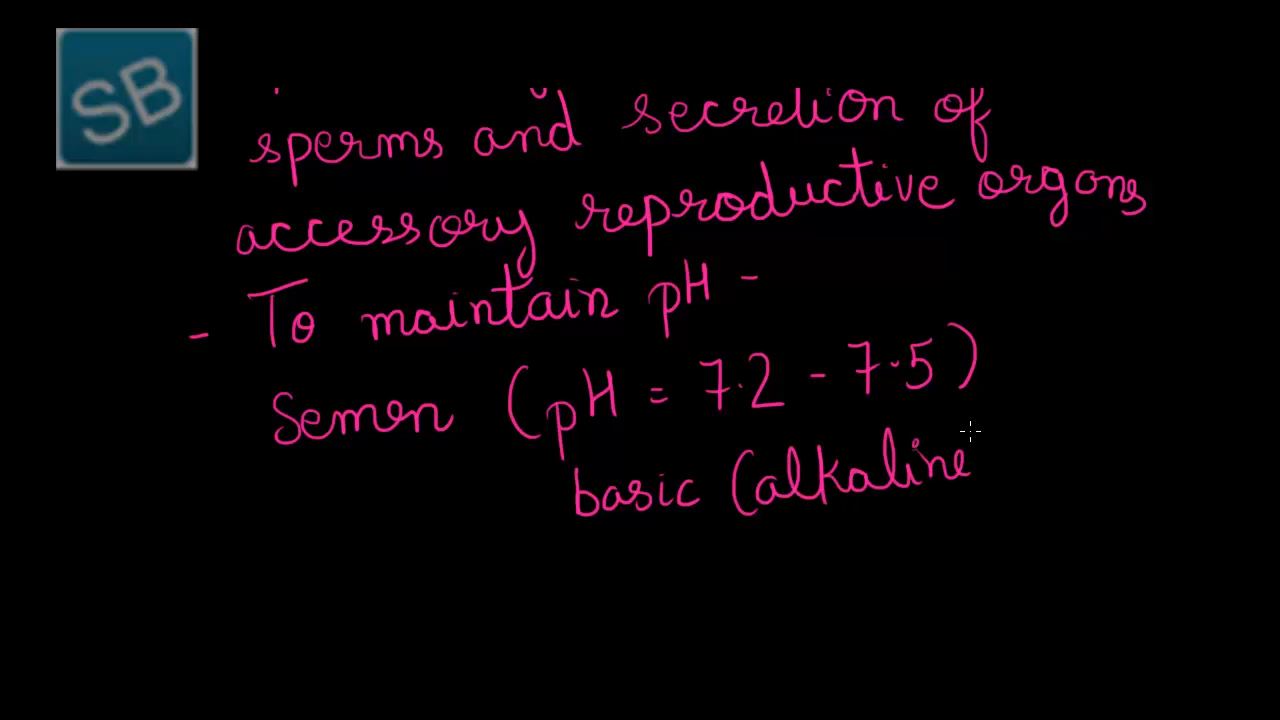 SB
sperms and secretion of
accessory reproductive organs
- To maintain pH -
Semen (pH = 7.2 - 7.5)
basic (alkaline